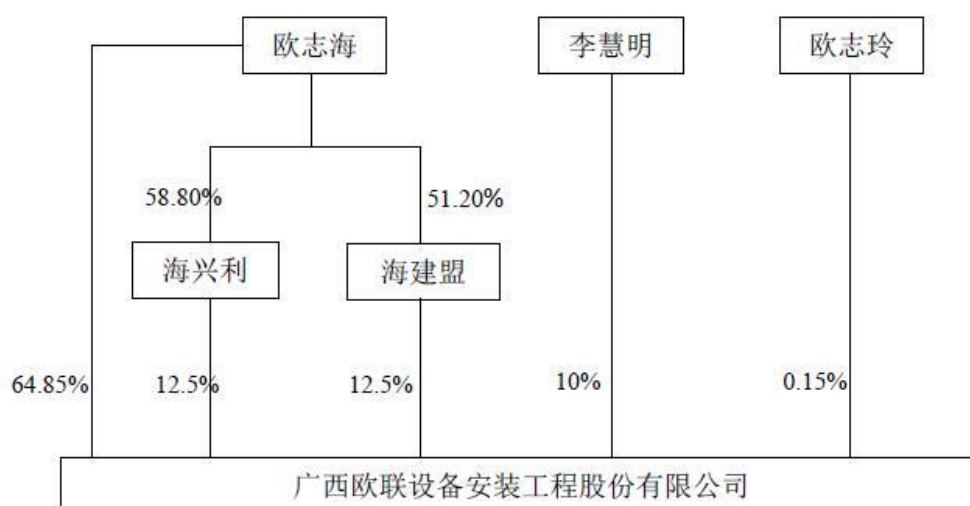 欧志海
李慧明
欧志玲
58.80%
51.20%
海兴利
海建盟
64.85%
12.5%
12.5%
10%
0.15%
广西欧联设备安装工程股份有限公司